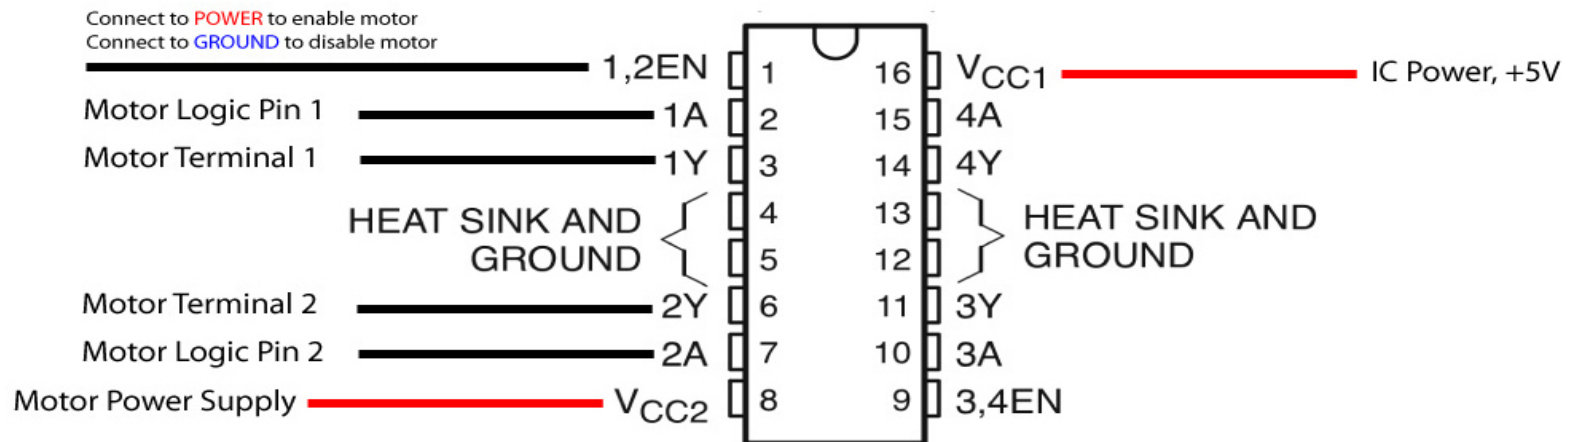 Connect to POWER to enable motor
Connect to GROUND to disable motor
1,2EN 1 16 VCC1 IC Power, +5V
Motor Logic Pin 1 1A 2 15 4A
Motor Terminal 1 1Y 3 14 4Y
HEAT SINK AND 4 13 HEAT SINK AND
GROUND 5 12 GROUND
Motor Terminal 2 2Y 6 11 3Y
Motor Logic Pin 2 2A 7 10 3A
Motor Power Supply VCC2 8 9 3,4EN